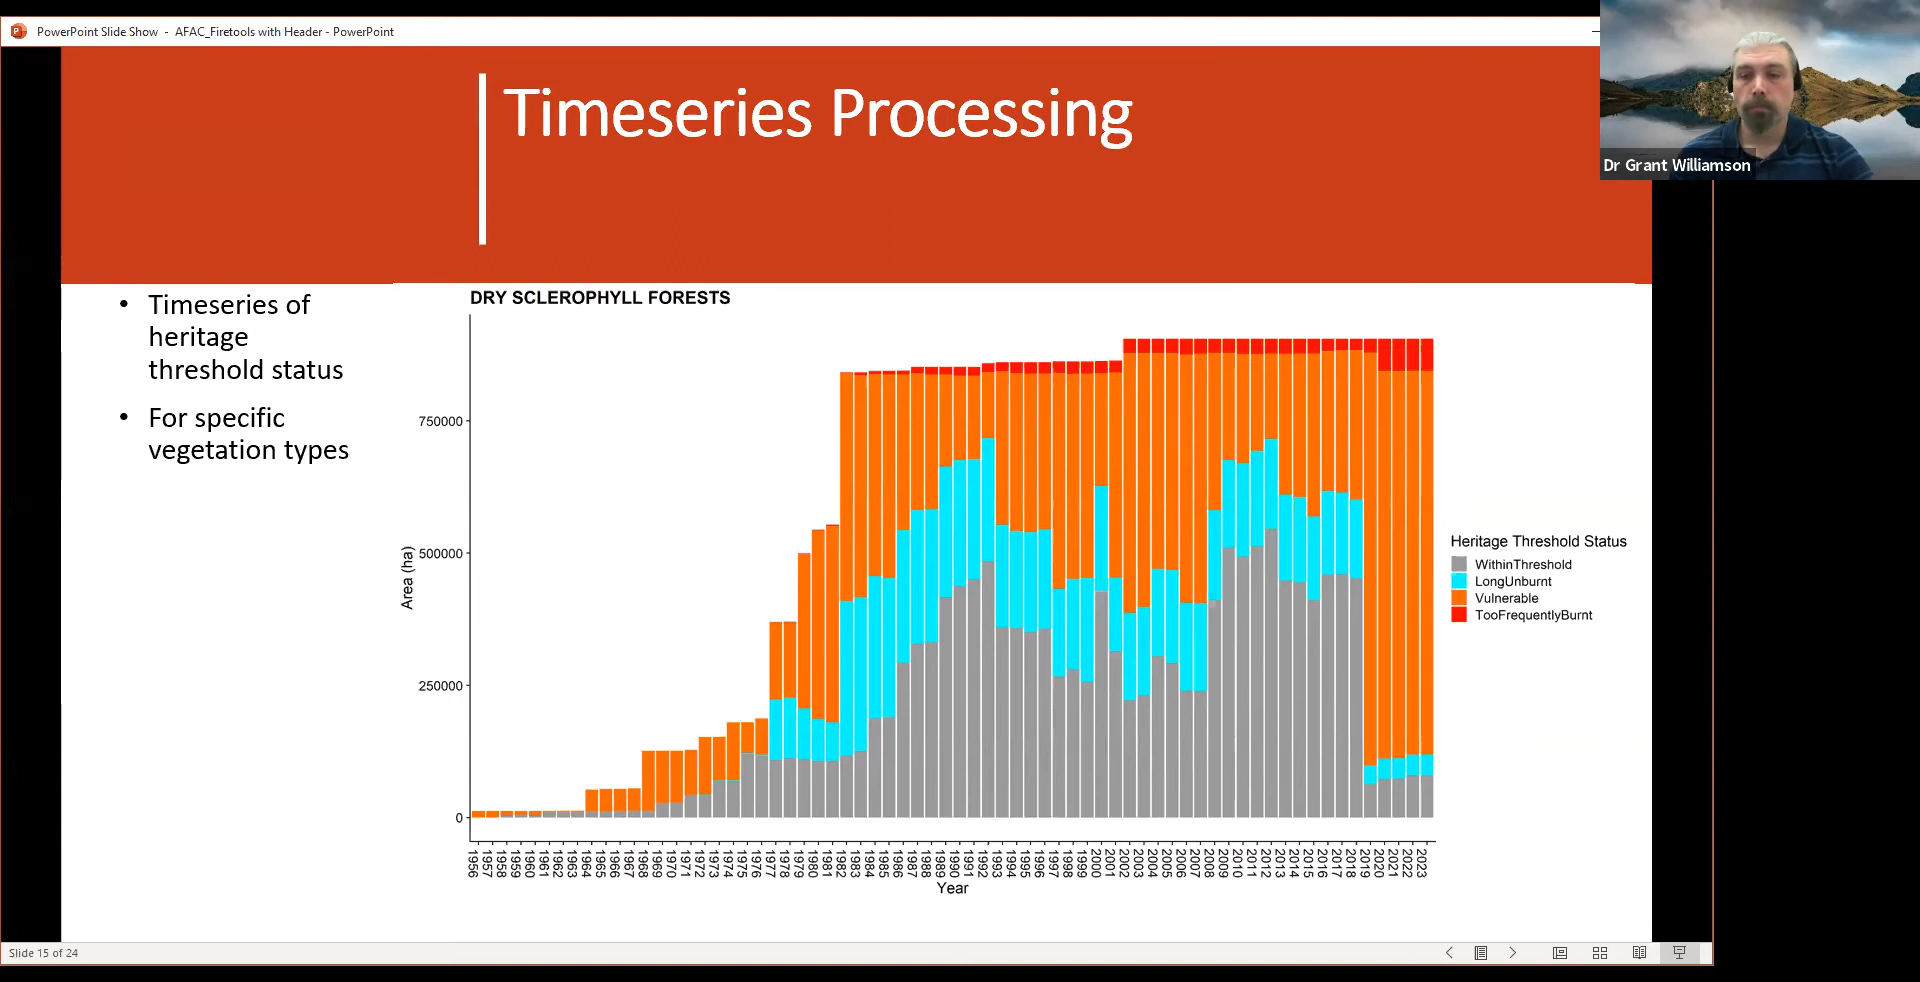 PowerPoint Slide Show - AFAC_Firetools with Header - PowerPoint
Dr Grant Williamson
Timeseries Processing
• Timeseries of
heritage
threshold status
• For specific
vegetation types
DRY SCLEROPHYLL FORESTS
Area (ha)
750000
500000
250000
0
1956 1957 1958 1959 1960 1961 1962 1963 1964 1965 1966 1967 1968 1969 1970 1971 1972 1973 1974 1975 1976 1977 1978 1979 1980 1981 1982 1983 1984 1985 1986 1987 1988 1989 1990 1991 1992 1993 1994 1995 1996 1997 1998 1999 2000 2001 2002 2003 2004 2005 2006 2007 2008 2009 2010 2011 2012 2013 2014 2015 2016 2017 2018 2019 2020 2021 2022 2023
Year
Heritage Threshold Status
WithinThreshold
LongUnburnt
Vulnerable
TooFrequentlyBurnt
Slide 15 of 24